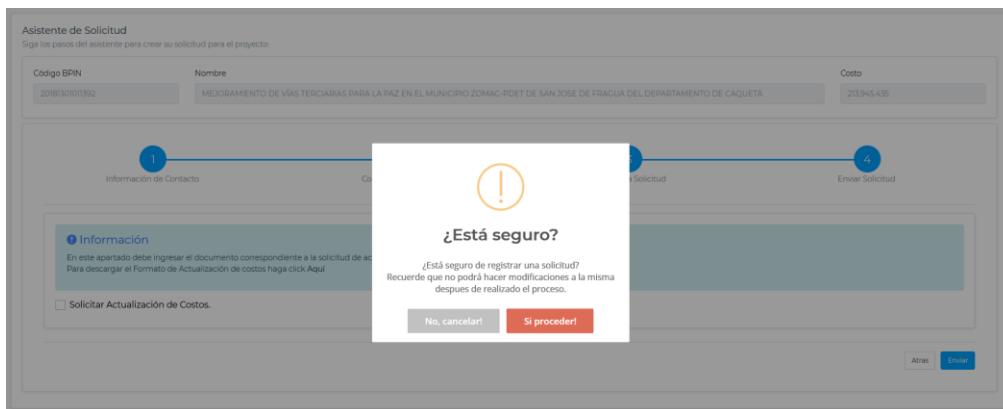 Asistente de Solicitud
Siga los pasos del asistente para crear su solicitud para el proyecto:
Código BPIN
Nombre
Costo
20181301011392
MEJORAMIENTO DE VÍAS TERCIARIAS PARA LA PAZ EN EL MUNICIPIO ZOMAC-PDET DE SAN JOSE DE FRAGUA DEL DEPARTAMENTO DE CAQUETÁ
213,945,435
1
4
Información de Contacto
Co
Solicitud
Enviar Solicitud
¿Está seguro?
Información
En este apartado debe ingresar el documento correspondiente a la solicitud de ac
Para descargar el Formato de Actualización de costos haga click Aquí
¿Está seguro de registrar una solicitud?
Recuerde que no podrá hacer modificaciones a la misma
despues de realizado el proceso.
Solicitar Actualización de Costos.
No, cancelar!
Si proceder!
Atras
Enviar